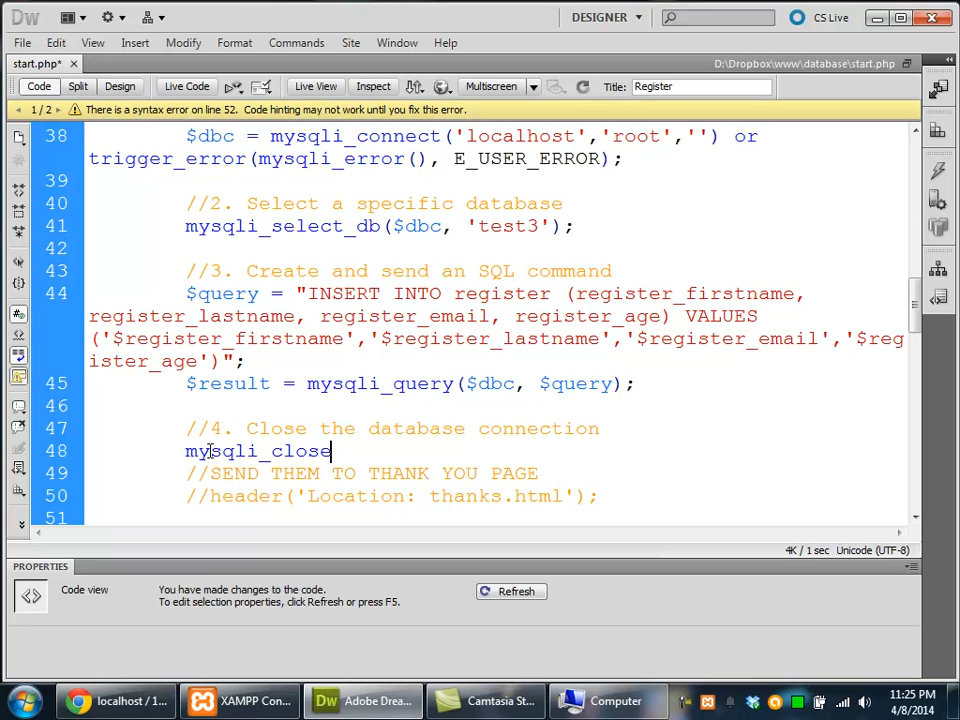 Dw
DESIGNER
CS Live
File Edit View Insert Modify Format Commands Site Window Help
start.php* D:\Dropbox\www\database\start.php
Code Split Design Live Code Live View Inspect Multiscreen Title: Register
1 / 2 There is a syntax error on line 52. Code hinting may not work until you fix this error.
38 $dbc = mysqli_connect('localhost','root','') or
trigger_error(mysqli_error(), E_USER_ERROR);
39
40 //2. Select a specific database
41 mysqli_select_db($dbc, 'test3');
42
43 //3. Create and send an SQL command
44 $query = "INSERT INTO register (register_firstname,
register_lastname, register_email, register_age) VALUES
('$register_firstname','$register_lastname','$register_email','$reg
ister_age')";
45 $result = mysqli_query($dbc, $query);
46
47 //4. Close the database connection
48 mysqli_close
49 //SEND THEM TO THANK YOU PAGE
50 //header('Location: thanks.html');
51
4K / 1 sec Unicode (UTF-8)
PROPERTIES
Code view You have made changes to the code. Refresh
To edit selection properties, click Refresh or press F5.
localhost / 1... XAMPP Con... Dw Adobe Drea... Camtasia St... Computer 11:25 PM
4/8/2014